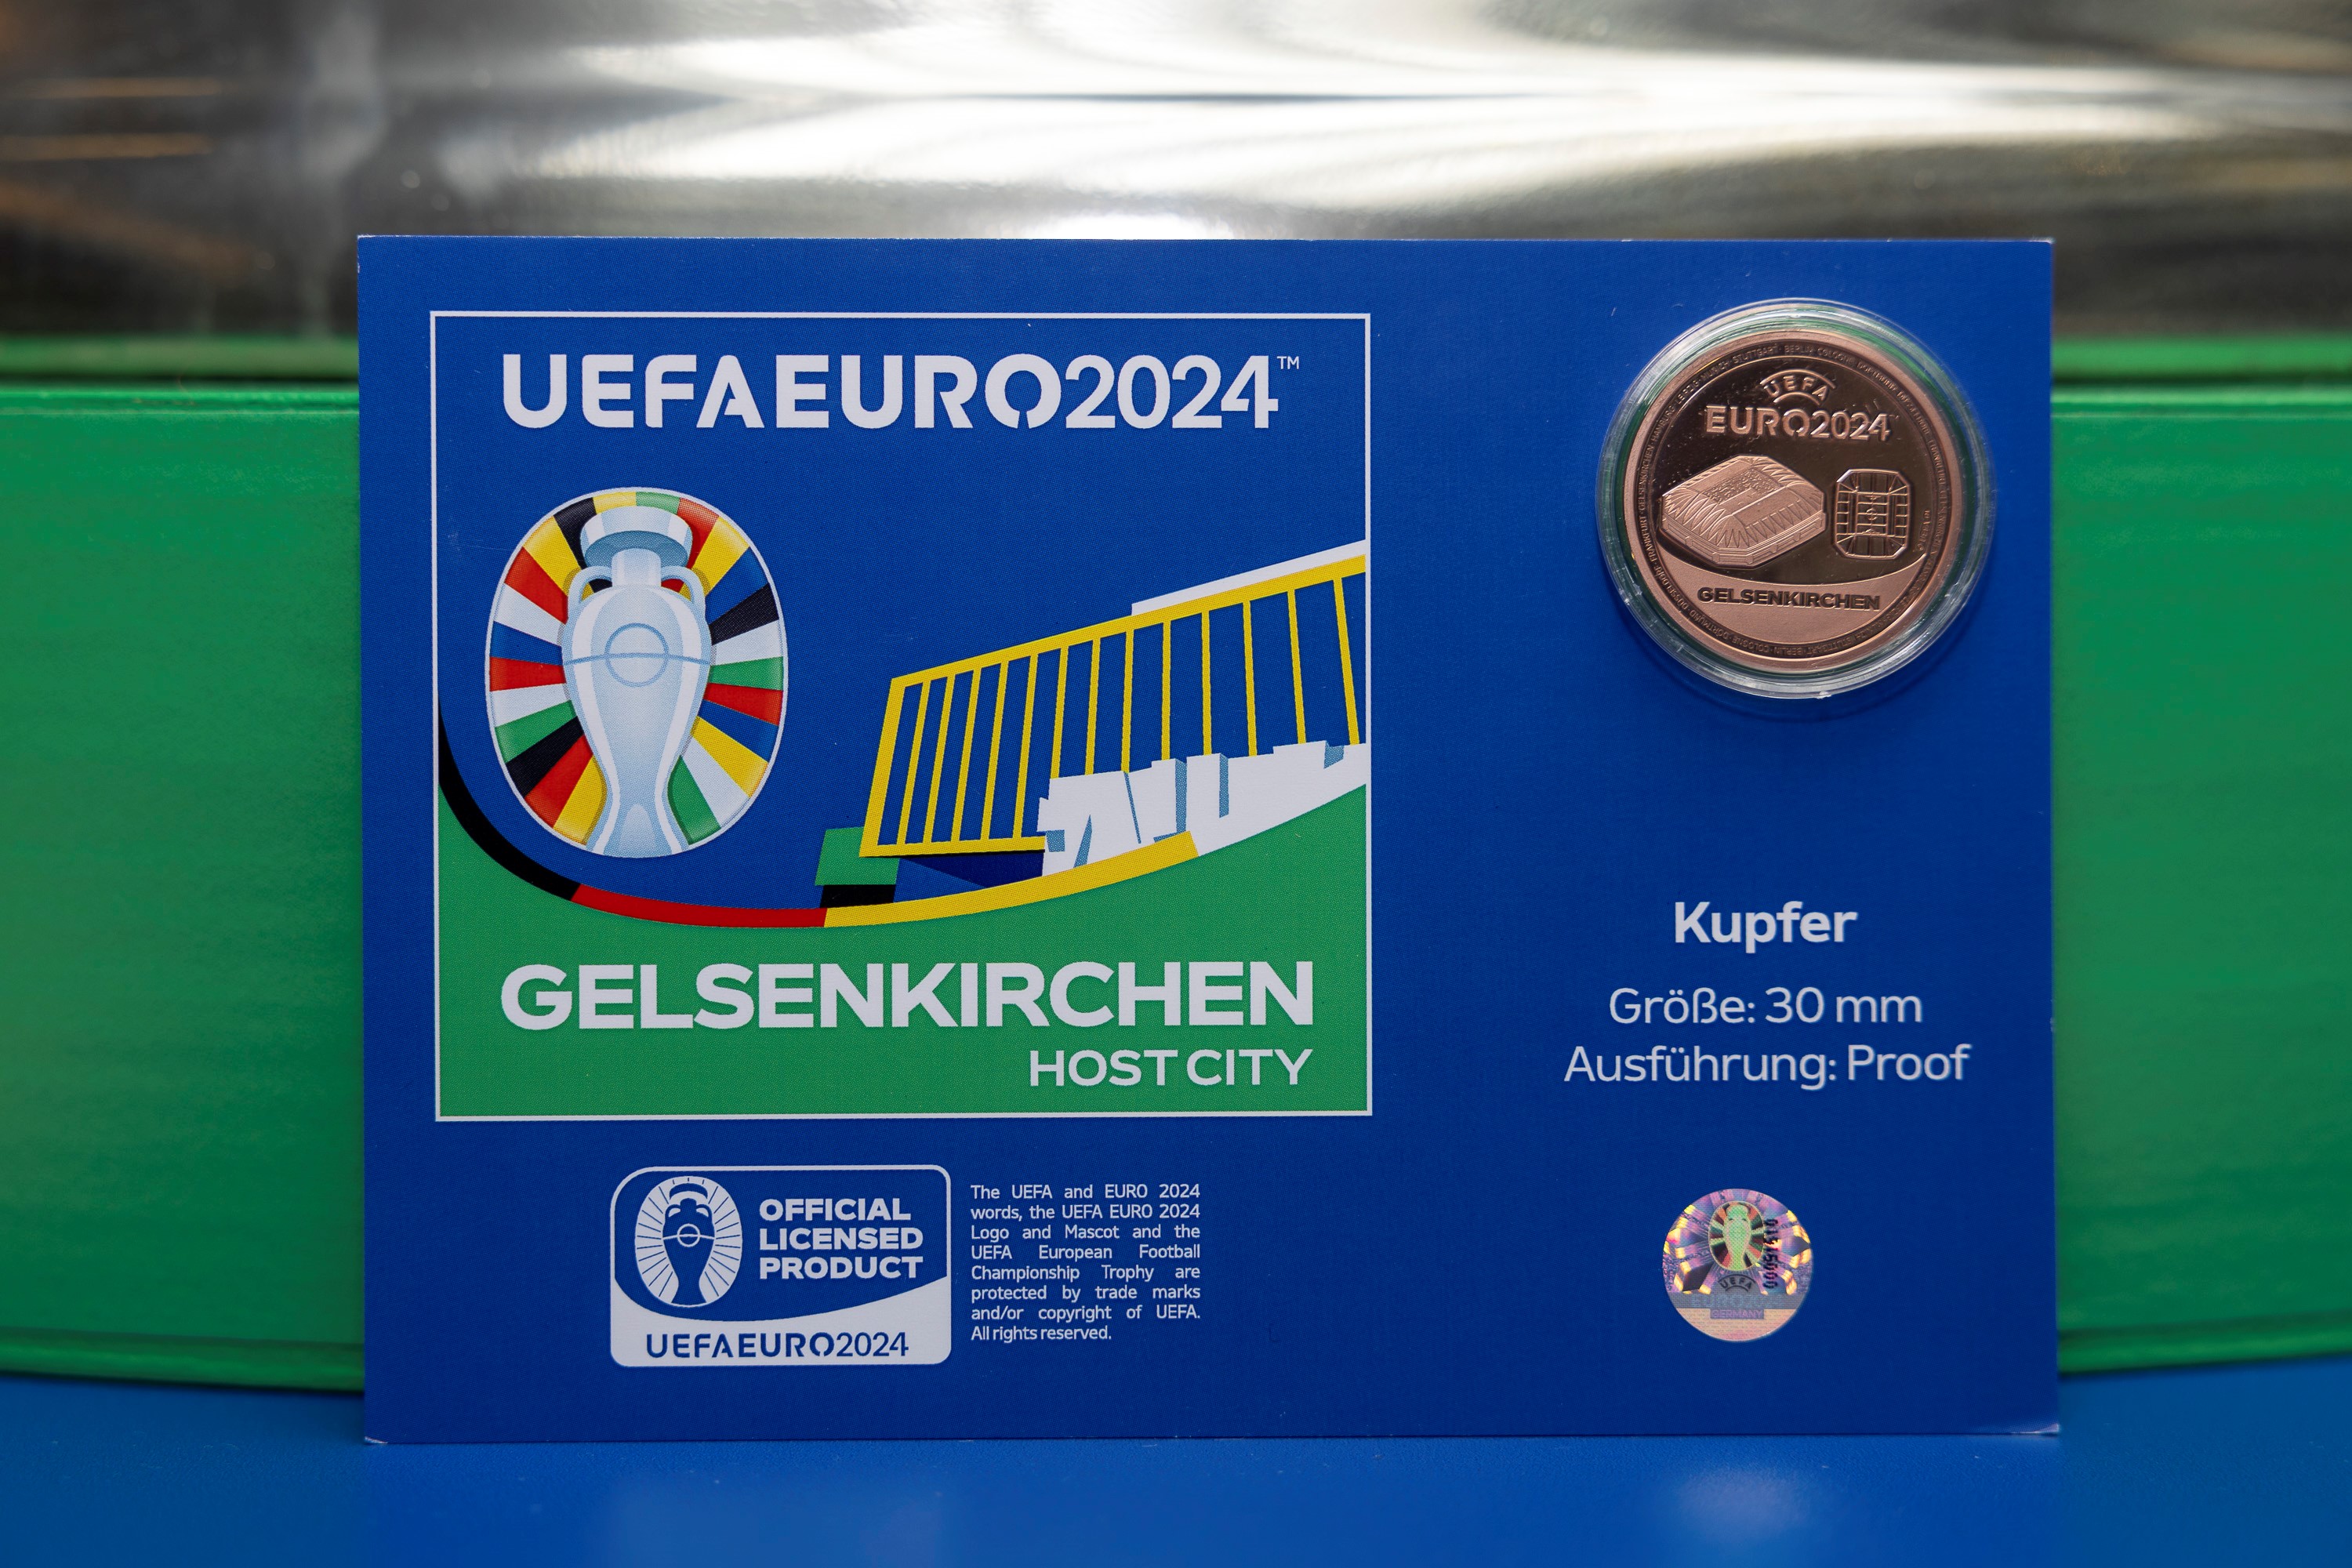 UEFA EURO2024™
GELSENKIRCHEN
HOST CITY
OFFICIAL
LICENSED
PRODUCT
UEFA EURO2024
The UEFA and EURO 2024
words, the UEFA EURO 2024
Logo and Mascot and the
UEFA European Football
Championship Trophy are
protected by trade marks
and/or copyright of UEFA.
All rights reserved.
UEFA
EURO2024
GELSENKIRCHEN
Kupfer
Größe: 30 mm
Ausführung: Proof
UEFA
GERMANY